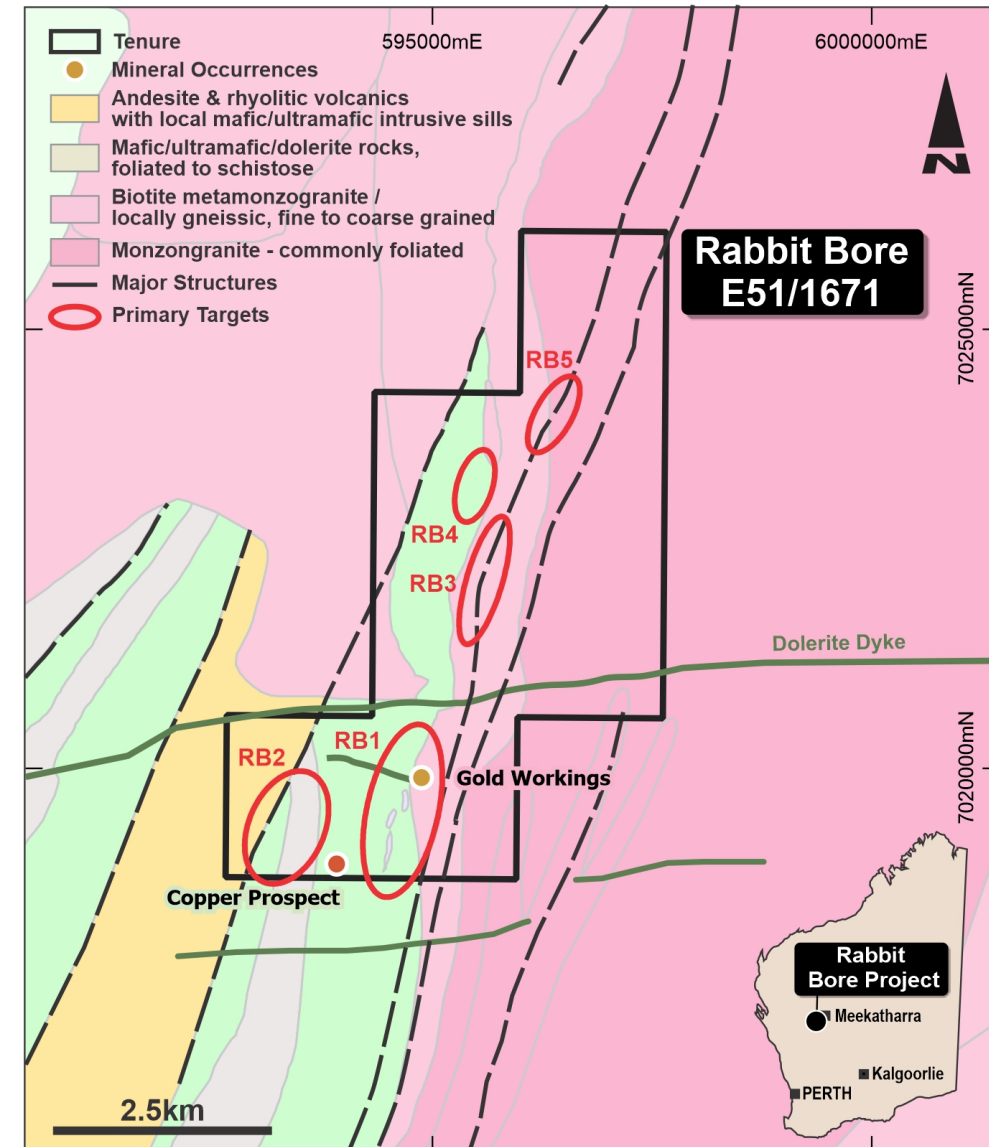 595000mE
6000000mE
Tenure
Mineral Occurrences
Andesite & rhyolitic volcanics
with local mafic/ultramafic intrusive sills
Mafic/ultramafic/dolerite rocks,
foliated to schistose
Biotite metamonzogranite /
locally gneissic, fine to coarse grained
Monzongranite - commonly foliated
Major Structures
Primary Targets
N
Rabbit Bore
E51/1671
7025000mN
RB5
RB4
RB3
Dolerite Dyke
RB1
RB2
Gold Workings
7020000mN
Copper Prospect
Rabbit
Bore Project
Meekatharra
Kalgoorlie
PERTH
2.5km